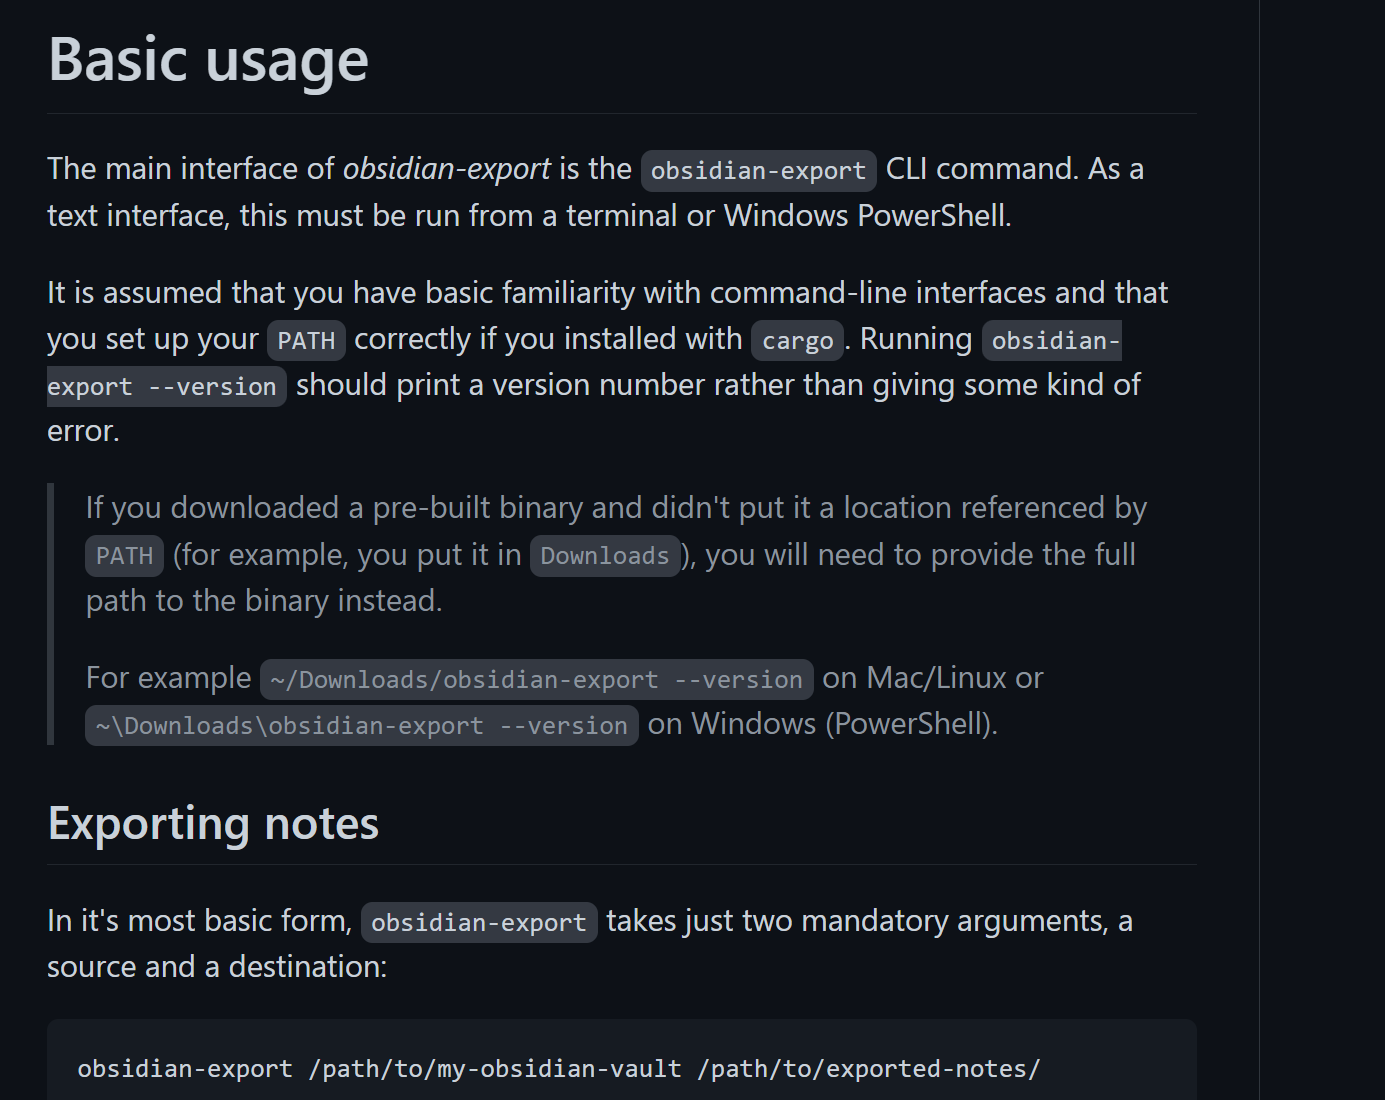 Basic usage
The main interface of obsidian-export is the obsidian-export CLI command. As a
text interface, this must be run from a terminal or Windows PowerShell.
It is assumed that you have basic familiarity with command-line interfaces and that
you set up your PATH correctly if you installed with cargo. Running obsidian-
export --version should print a version number rather than giving some kind of
error.
If you downloaded a pre-built binary and didn't put it a location referenced by
PATH (for example, you put it in Downloads), you will need to provide the full
path to the binary instead.
For example ~/Downloads/obsidian-export --version on Mac/Linux or
~\Downloads\obsidian-export --version on Windows (PowerShell).
Exporting notes
In it's most basic form, obsidian-export takes just two mandatory arguments, a
source and a destination:
obsidian-export /path/to/my-obsidian-vault /path/to/exported-notes/